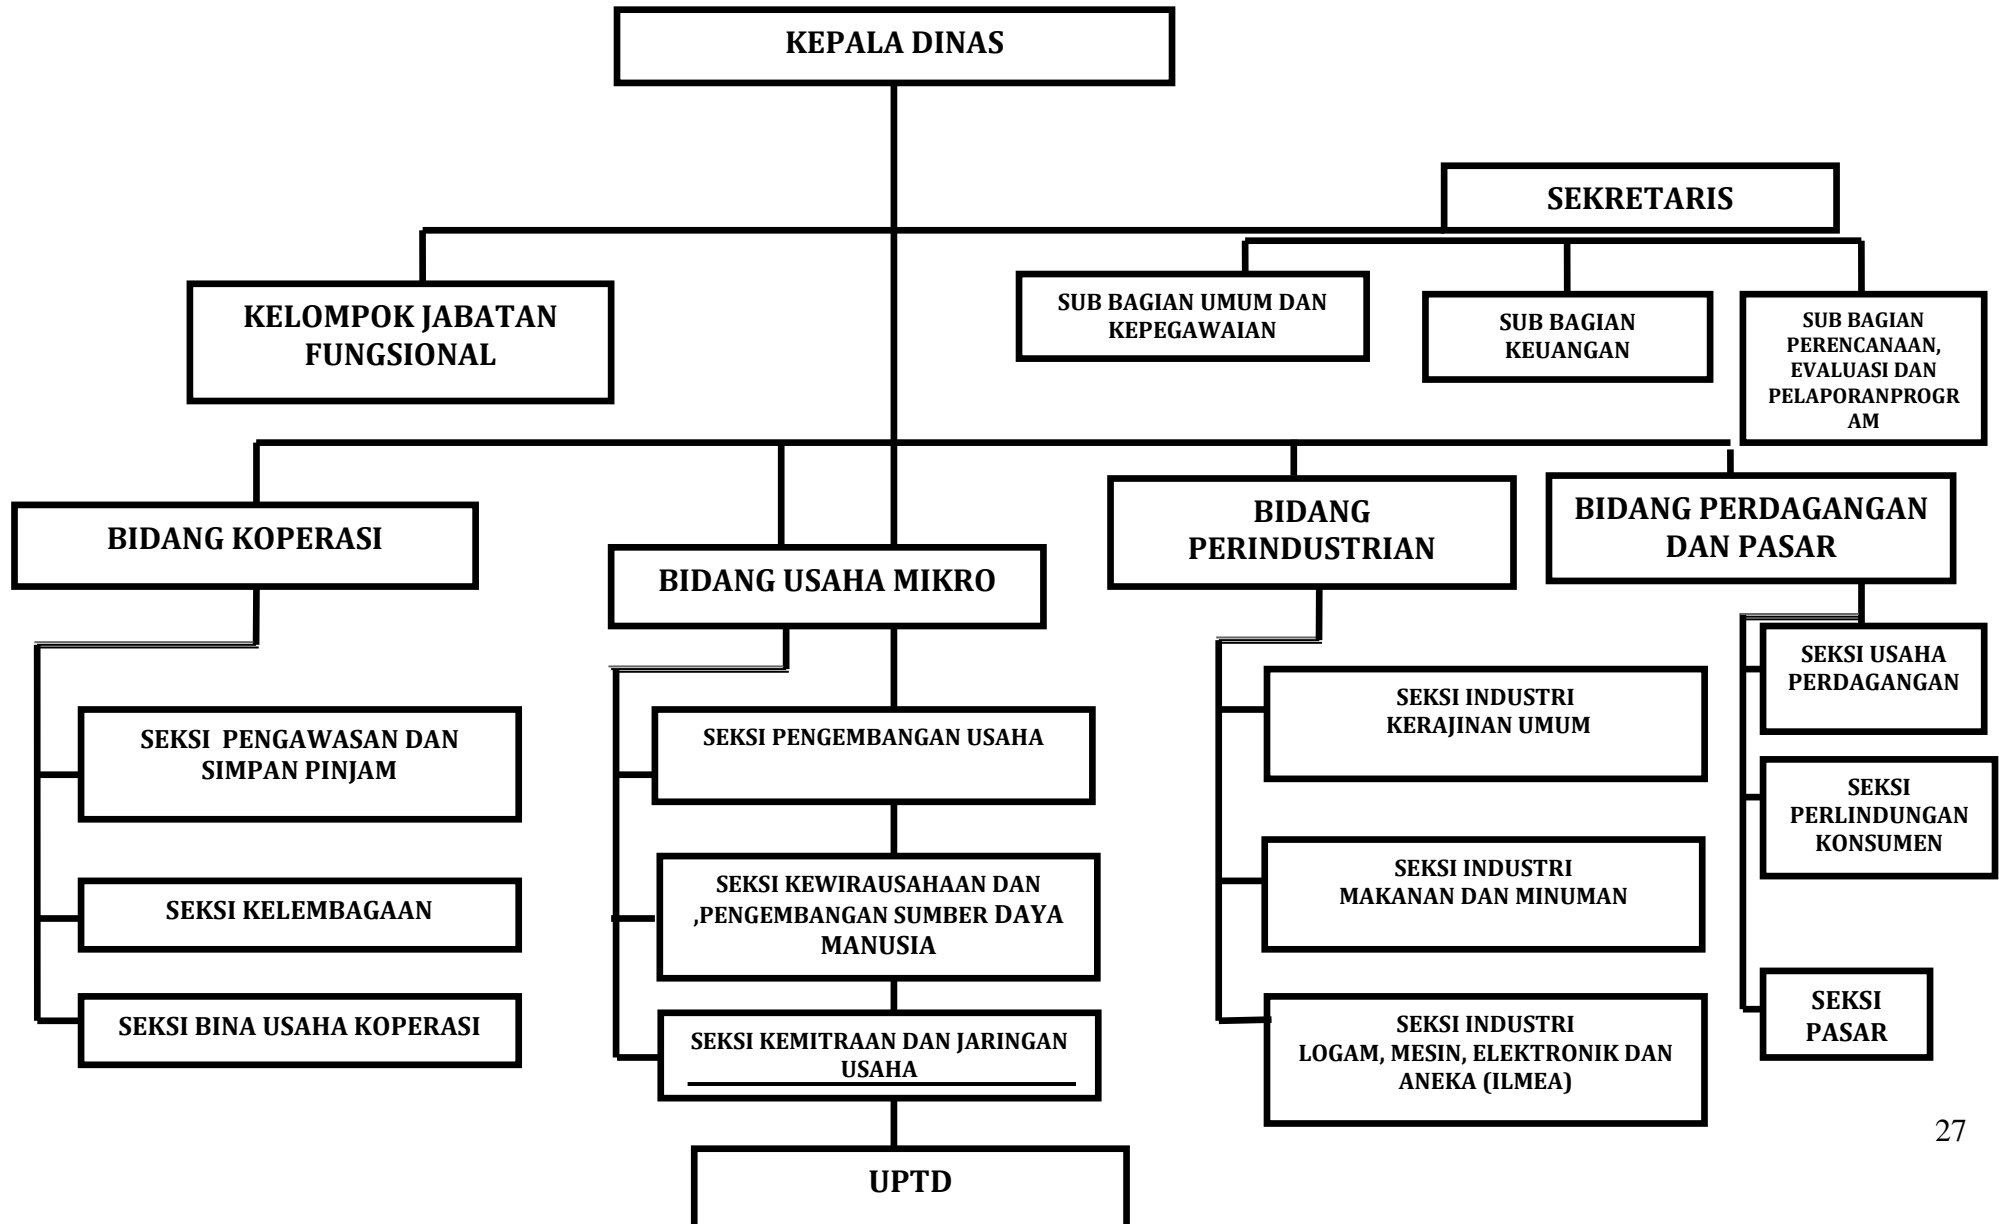 KEPALA DINAS
SEKRETARIS
KELOMPOK JABATAN
FUNGSIONAL
SUB BAGIAN UMUM DAN
KEPEGAWAIAN
SUB BAGIAN
KEUANGAN
SUB BAGIAN
PERENCANAAN,
EVALUASI DAN
PELAPORANPROGR
AM
BIDANG KOPERASI
BIDANG USAHA MIKRO
BIDANG
PERINDUSTRIAN
BIDANG PERDAGANGAN
DAN PASAR
SEKSI PENGAWASAN DAN
SIMPAN PINJAM
SEKSI KELEMBAGAAN
SEKSI BINA USAHA KOPERASI
SEKSI PENGEMBANGAN USAHA
SEKSI KEWIRAUSAHAAN DAN
,PENGEMBANGAN SUMBER DAYA
MANUSIA
SEKSI KEMITRAAN DAN JARINGAN
USAHA
SEKSI INDUSTRI
KERAJINAN UMUM
SEKSI INDUSTRI
MAKANAN DAN MINUMAN
SEKSI INDUSTRI
LOGAM, MESIN, ELEKTRONIK DAN
ANEKA (ILMEA)
SEKSI USAHA
PERDAGANGAN
SEKSI
PERLINDUNGAN
KONSUMEN
SEKSI
PASAR
UPTD
27